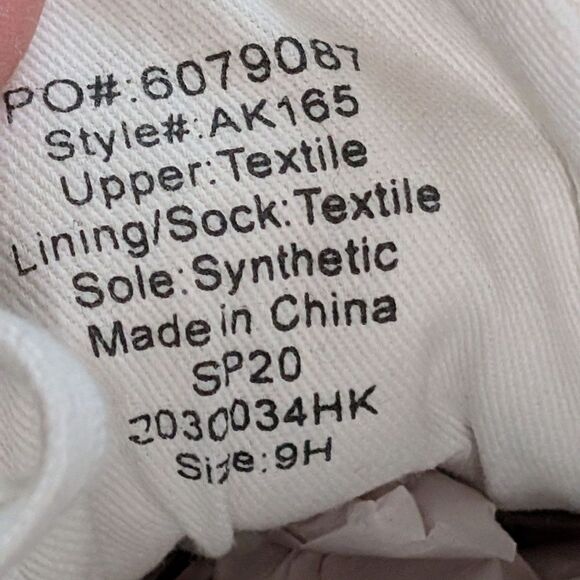 PO#:6079087
Style#:AK165
Upper:Textile
Lining/Sock:Textile
Sole:Synthetic
Made in China
SP20
2030034HK
Size:9H